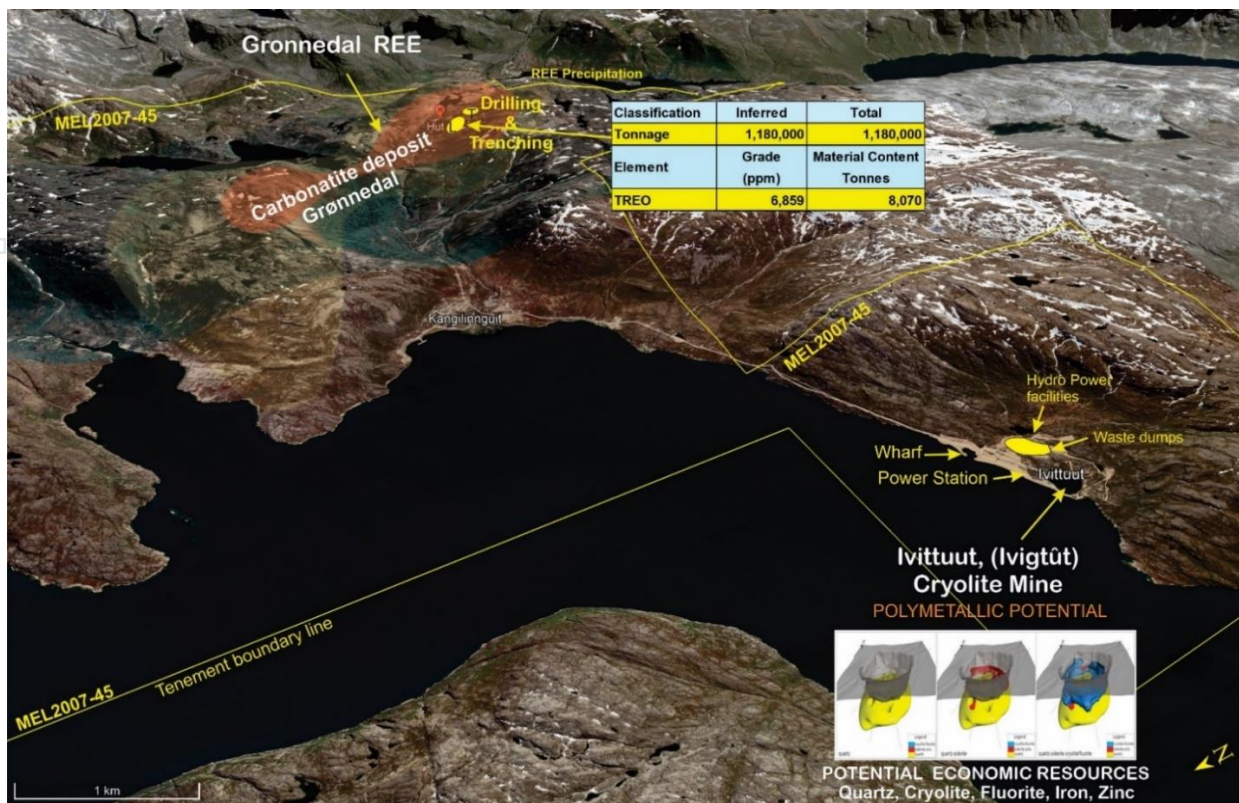 Gronnedal REE
REE Precipitation
MEL2007-45
Drilling
&
Trenching
Hut
Carbonatite deposit
Grønnedal
Classification Inferred Total
Tonnage 1,180,000 1,180,000
Element Grade (ppm) Material Content Tonnes
TREO 6,859 8,070
Kangilinnguit
MEL2007-45
Hydro Power
facilities
Waste dumps
Wharf
Power Station
Ivittuut
Ivittuut, (Ivigtût)
Cryolite Mine
POLYMETALLIC POTENTIAL
Tenement boundary line
MEL2007-45
POTENTIAL ECONOMIC RESOURCES
Quartz, Cryolite, Fluorite, Iron, Zinc
1 km
N